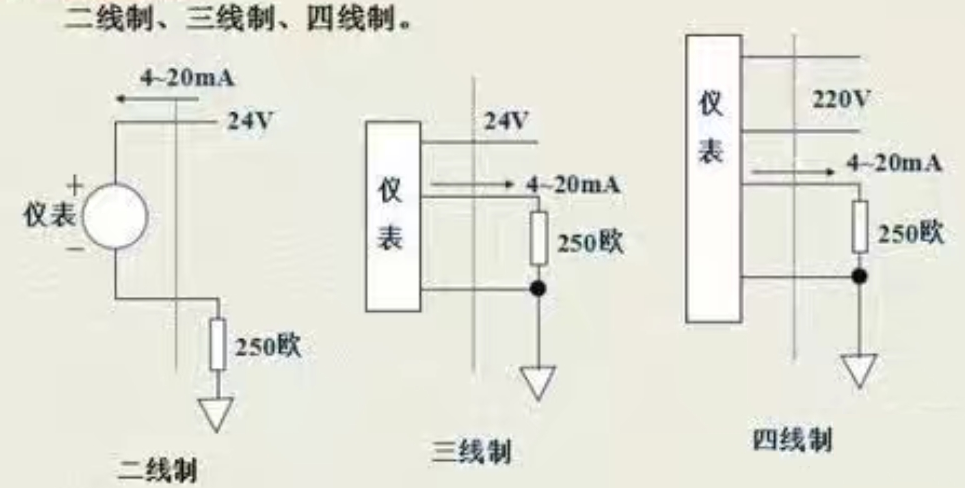 二线制、三线制、四线制。
4~20mA
24V
+
仪表
−
250欧
二线制
24V
仪表
4~20mA
250欧
三线制
仪表
220V
4~20mA
250欧
四线制